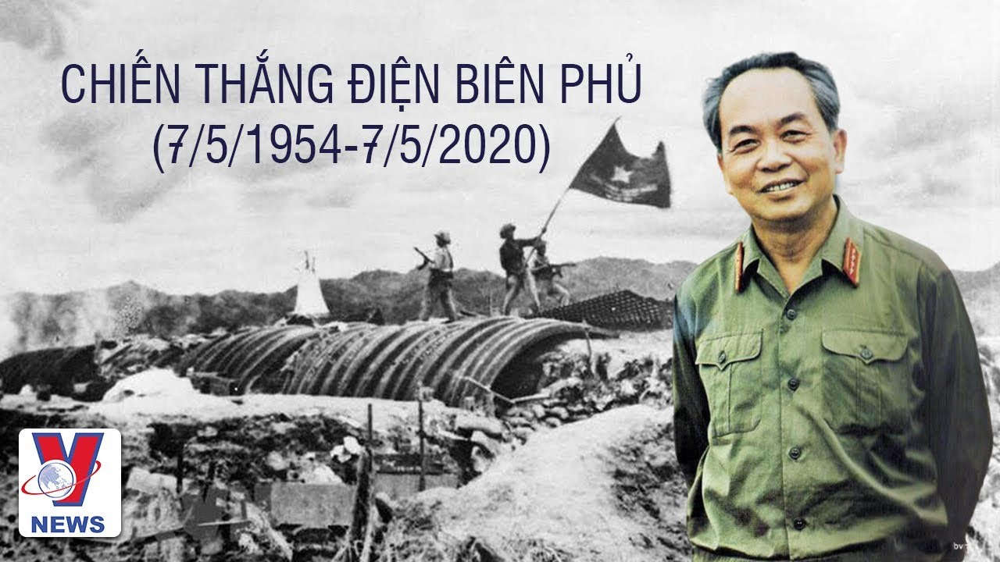 CHIẾN THẮNG ĐIỆN BIÊN PHỦ
(7/5/1954-7/5/2020)
V
NEWS